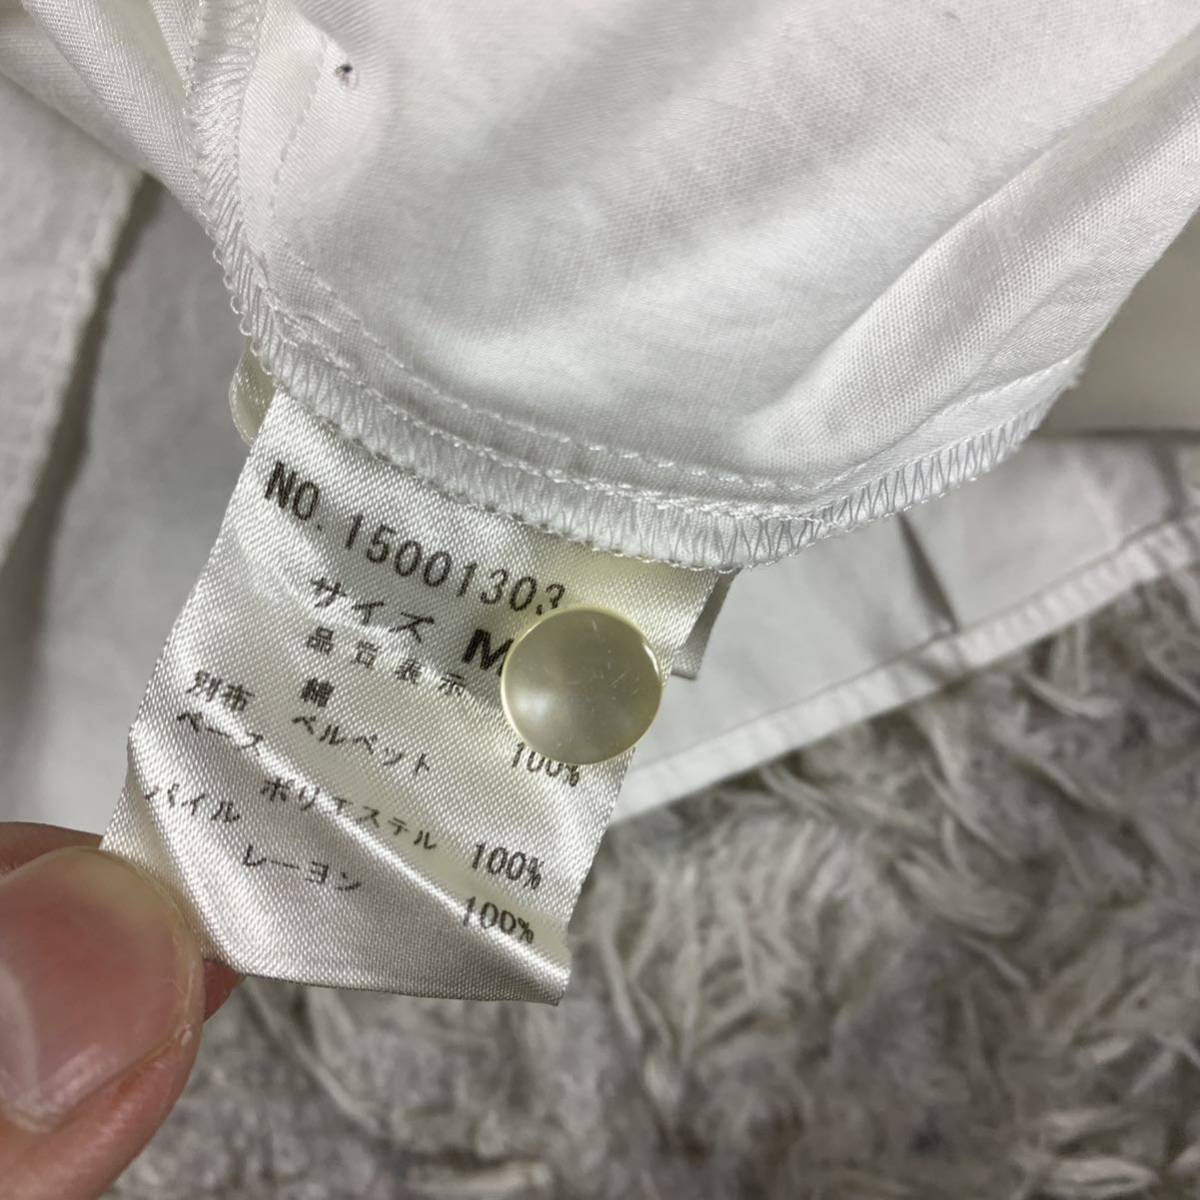 NO. 15001303
サイズ M
品質表示
綿 100%
別布 ベルベット
ベース ポリエステル 100%
パイル レーヨン 100%